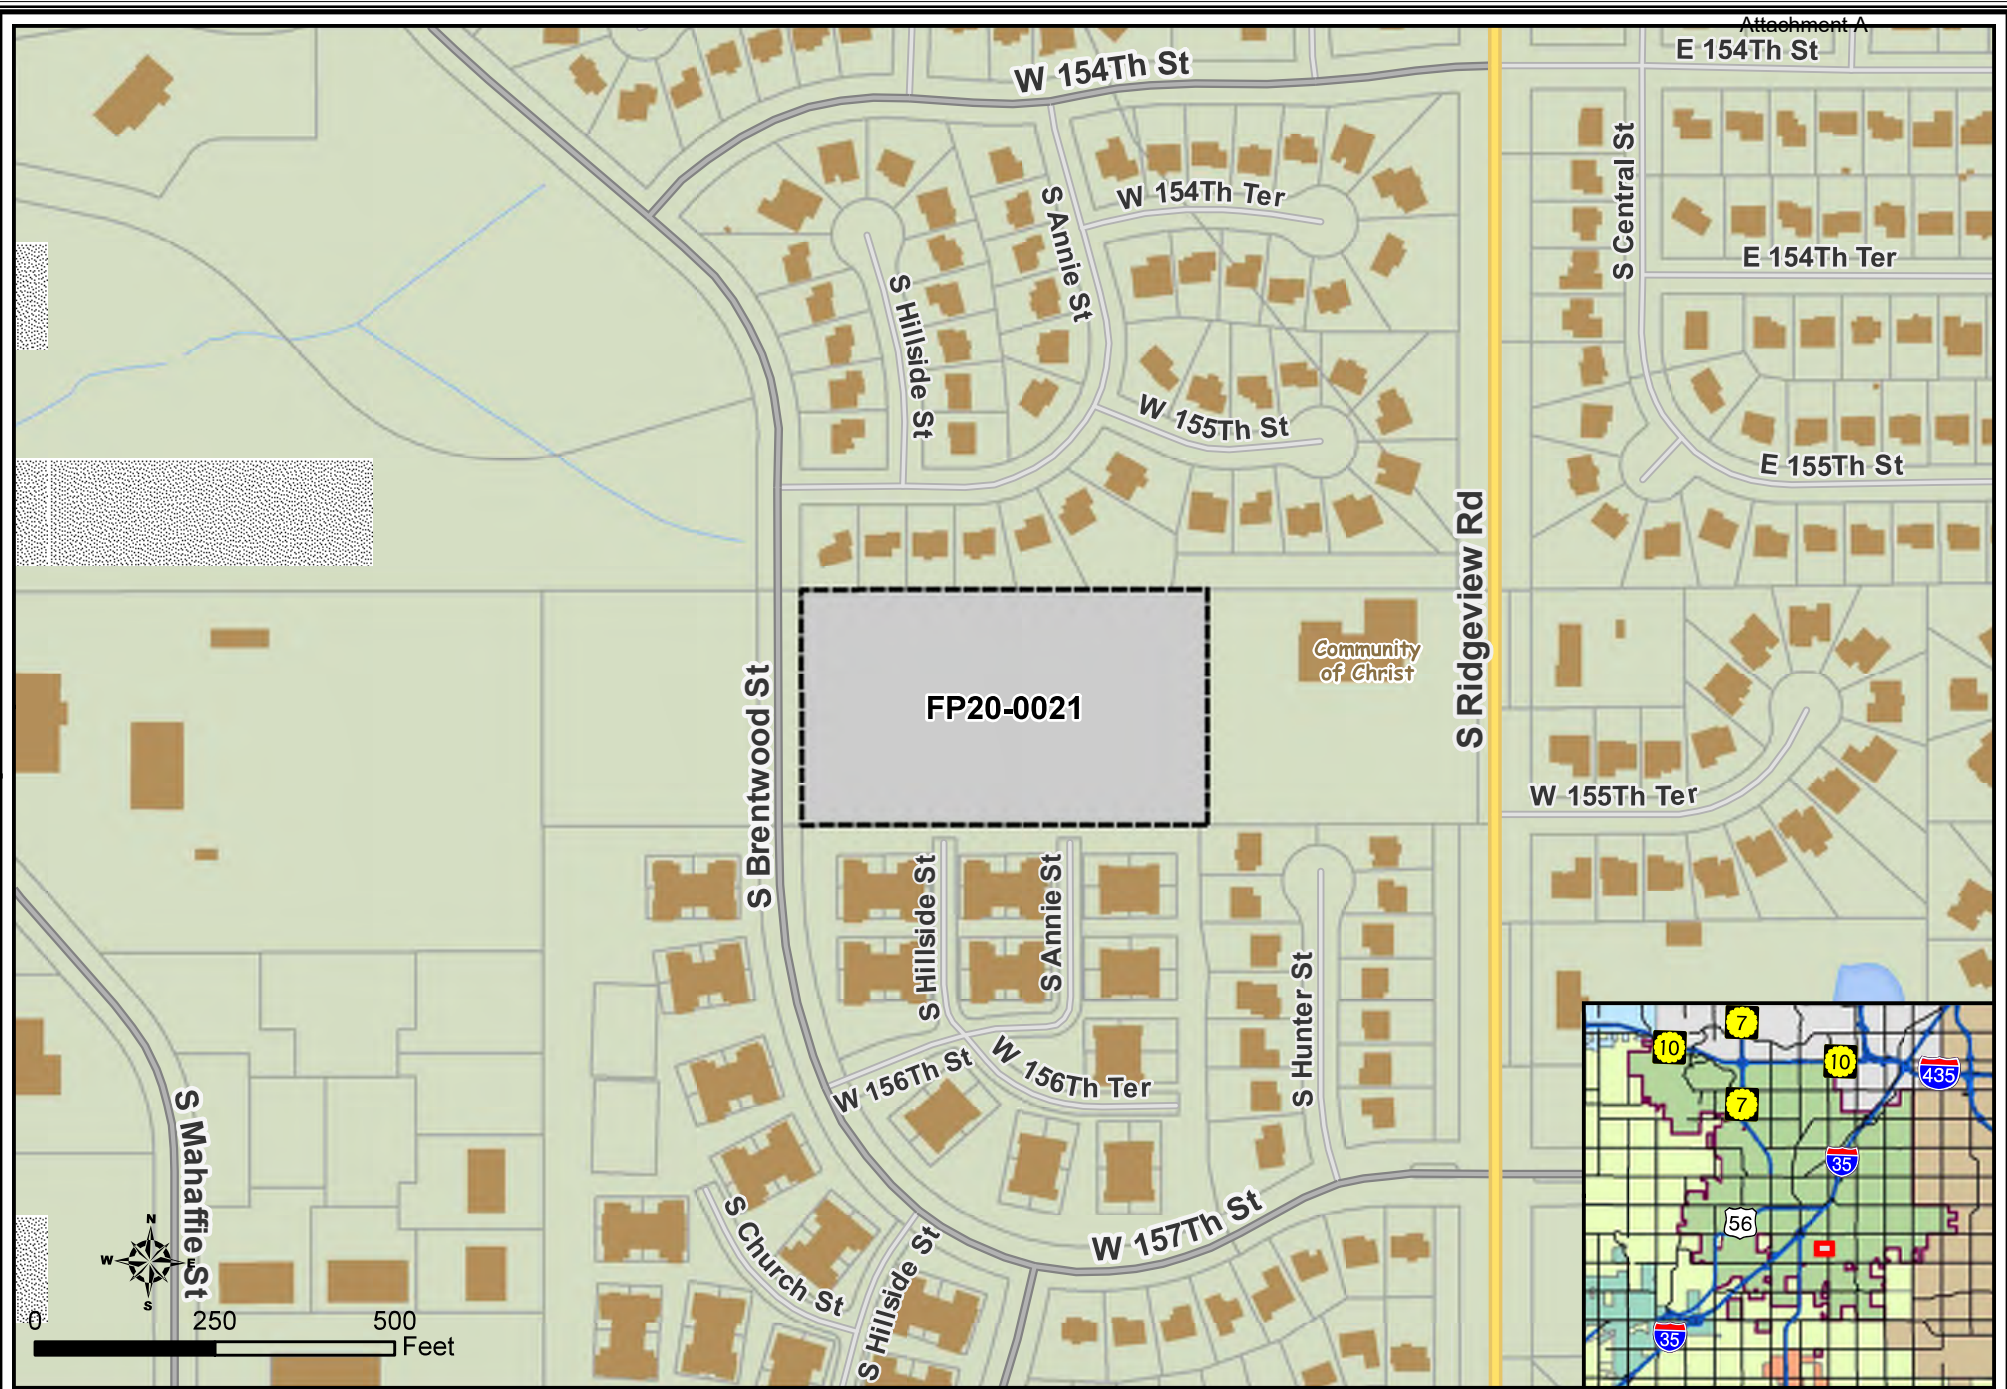 Attachment A
E 154Th St
W 154Th St
S Central St
W 154Th Ter
S Annie St
E 154Th Ter
S Hillside St
W 155Th St
E 155Th St
S Ridgeview Rd
Community
of Christ
S Brentwood St
FP20-0021
W 155Th Ter
S Hillside St
S Annie St
S Hunter St
W 156Th St
W 156Th Ter
S Mahaffie St
S Church St
S Hillside St
W 157Th St
N
W
E
S
0
250
500
Feet
7
10
10
435
7
35
56
35